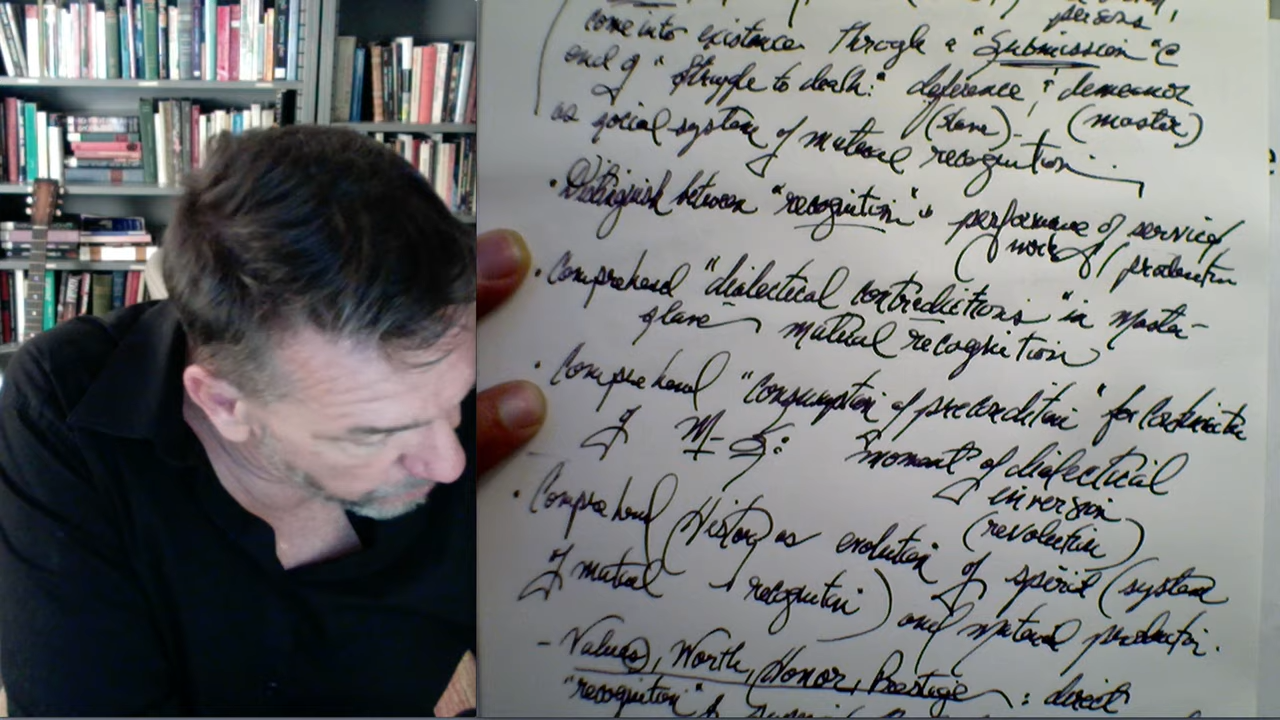 persons,
come into existence through a "Submission"
end of "struggle to death:" deference ; demeanor
(slave) - (master)
as social system of mutual recognition
• Distinguish between "recognition" & performance of service,
(work / production
• Comprehend "dialectical contradictions" in Master-
slave mutual recognition
• Comprehend "Consumption of precondition" for
of M - S: "moment" of dialectical
inversion
(revolution)
• Comprehend History as evolution of spirit (system
of mutual recognition) and material production.
- Values, Worth, Honor, Prestige : direct
"recognition"